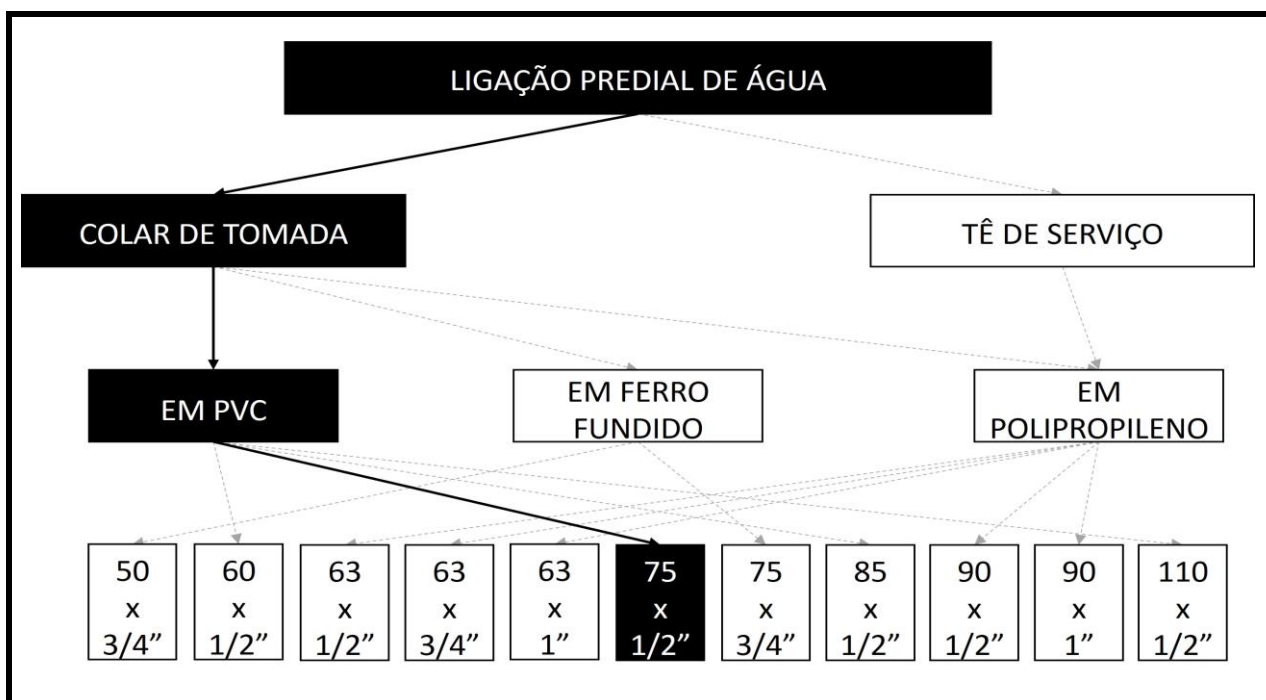 LIGAÇÃO PREDIAL DE ÁGUA
COLAR DE TOMADA
TÊ DE SERVIÇO
EM PVC
EM FERRO
FUNDIDO
EM
POLIPROPILENO
50
x
3/4”
60
x
1/2”
63
x
1/2”
63
x
3/4”
63
x
1”
75
x
1/2”
75
x
3/4”
85
x
1/2”
90
x
1/2”
90
x
1”
110
x
1/2”